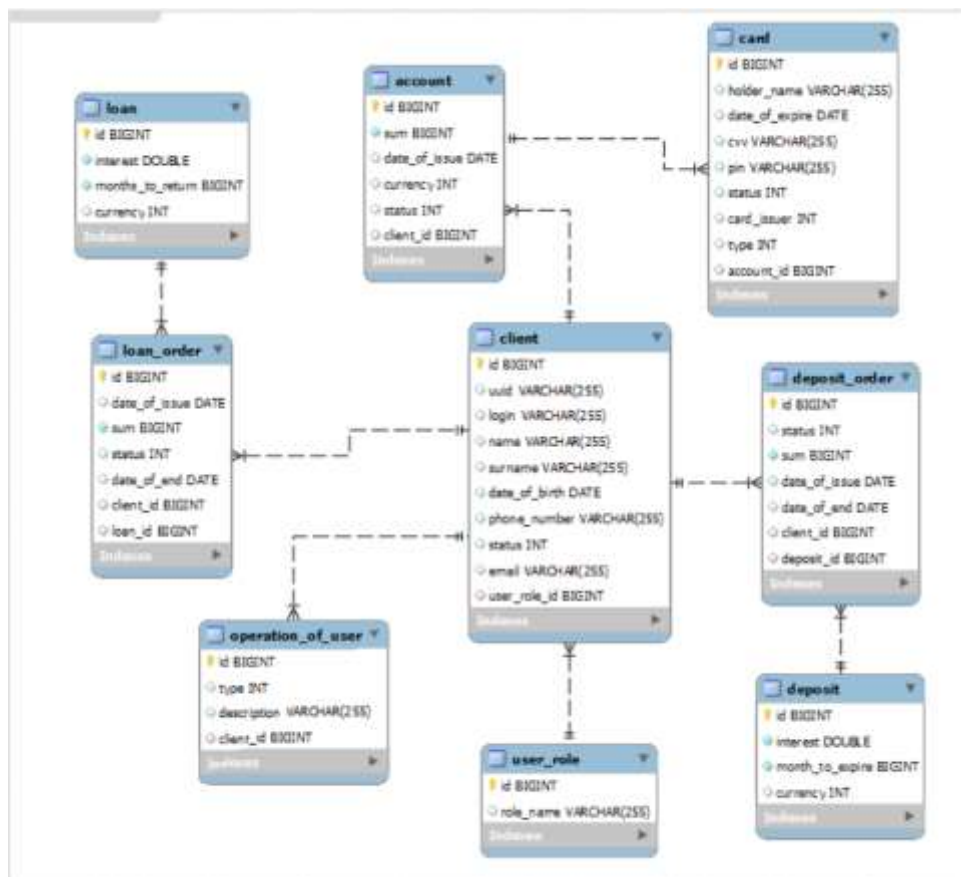 loan
id BIGINT
interest DOUBLE
months_to_return BIGINT
currency INT
Indexes
account
id BIGINT
sum BIGINT
date_of_issue DATE
currency INT
status INT
client_id BIGINT
Indexes
card
id BIGINT
holder_name VARCHAR(255)
date_of_expire DATE
cvv VARCHAR(255)
pin VARCHAR(255)
status INT
card_issuer INT
type INT
account_id BIGINT
Indexes
loan_order
id BIGINT
date_of_issue DATE
sum BIGINT
status INT
date_of_end DATE
client_id BIGINT
loan_id BIGINT
Indexes
client
id BIGINT
uuid VARCHAR(255)
login VARCHAR(255)
name VARCHAR(255)
surname VARCHAR(255)
date_of_birth DATE
phone_number VARCHAR(255)
status INT
email VARCHAR(255)
user_role_id BIGINT
Indexes
deposit_order
id BIGINT
status INT
sum BIGINT
date_of_issue DATE
date_of_end DATE
client_id BIGINT
deposit_id BIGINT
Indexes
operation_of_user
id BIGINT
type INT
description VARCHAR(255)
client_id BIGINT
Indexes
user_role
id BIGINT
role_name VARCHAR(255)
Indexes
deposit
id BIGINT
interest DOUBLE
month_to_expire BIGINT
currency INT
Indexes